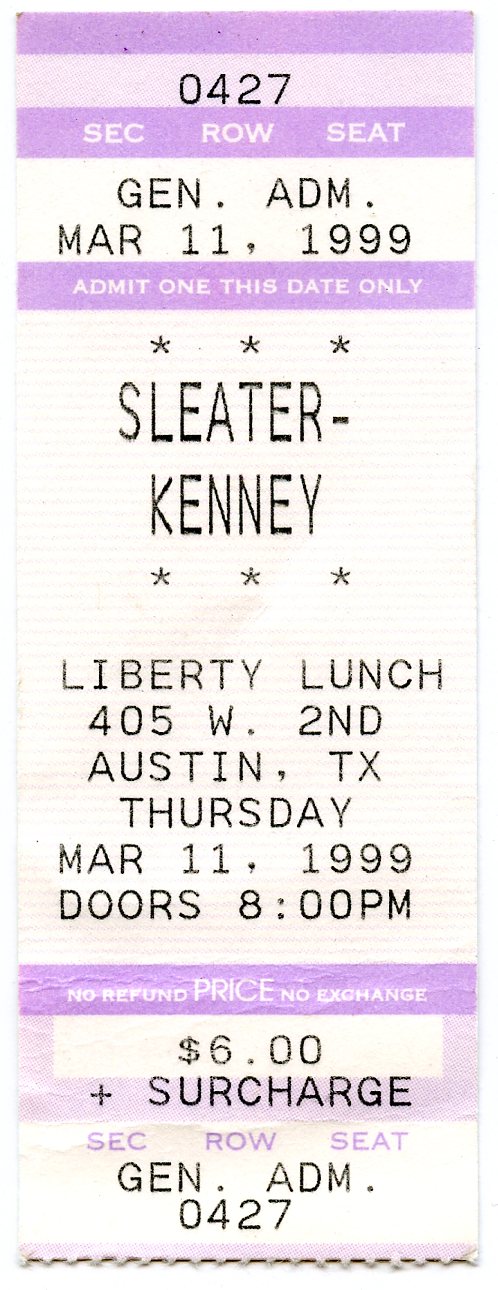 0427
SEC ROW SEAT
GEN. ADM.
MAR 11, 1999
ADMIT ONE THIS DATE ONLY
* * *
SLEATER-
KENNEY
* * *
LIBERTY LUNCH
405 W. 2ND
AUSTIN, TX
THURSDAY
MAR 11, 1999
DOORS 8:00PM
NO REFUND PRICE NO EXCHANGE
$6.00
+ SURCHARGE
SEC ROW SEAT
GEN. ADM.
0427